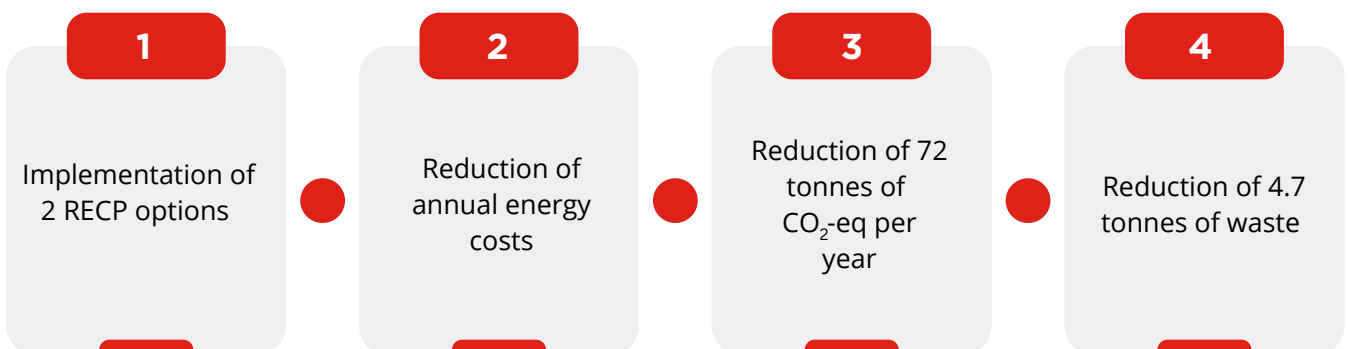 1
Implementation of
2 RECP options
2
Reduction of
annual energy
costs
3
Reduction of 72
tonnes of
CO₂-eq per
year
4
Reduction of 4.7
tonnes of waste